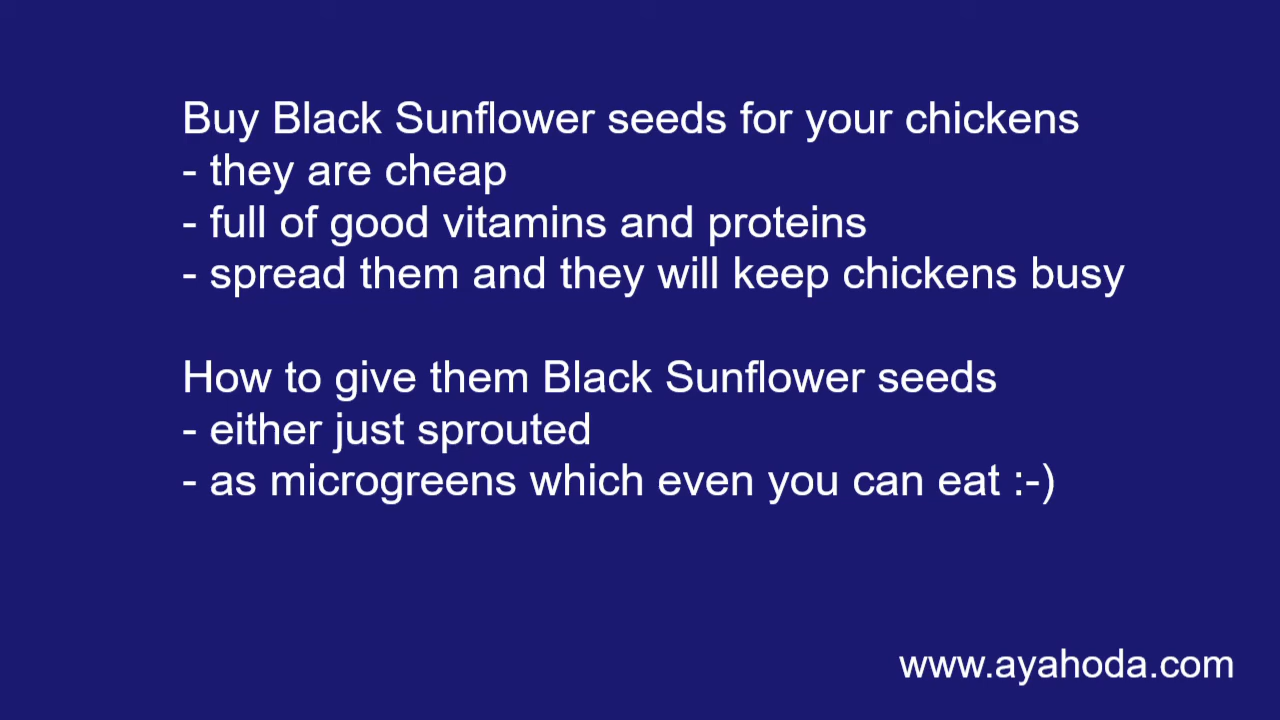 Buy Black Sunflower seeds for your chickens
- they are cheap
- full of good vitamins and proteins
- spread them and they will keep chickens busy
How to give them Black Sunflower seeds
- either just sprouted
- as microgreens which even you can eat :-)
www.ayahoda.com